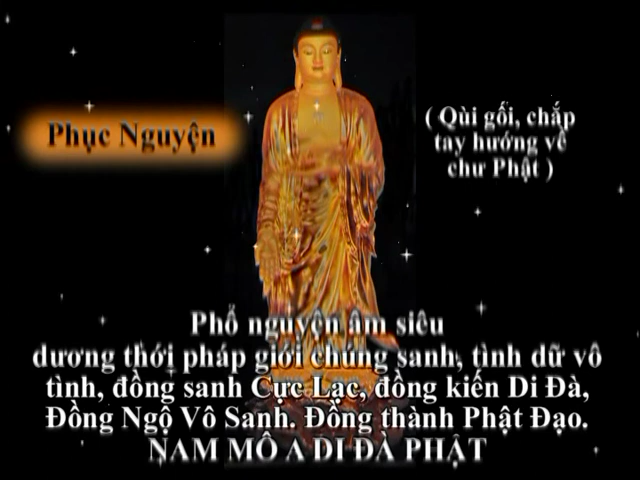 Phục Nguyện
( Qùi gối, chắp
tay hướng về
chư Phật )
Phổ nguyện âm siêu
dương thới pháp giới chúng sanh, tình dữ vô
tình, đồng sanh Cực Lạc, đồng kiến Di Đà,
Đồng Ngộ Vô Sanh. Đồng thành Phật Đạo.
NAM MÔ A DI ĐÀ PHẬT